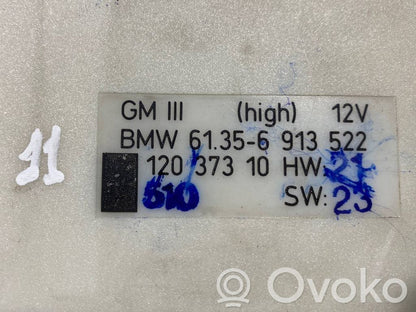 GM III (high) 12V
BMW 61.35-6 913 522
11
120 373 10 HW: 21
510 SW: 23
Ovoko